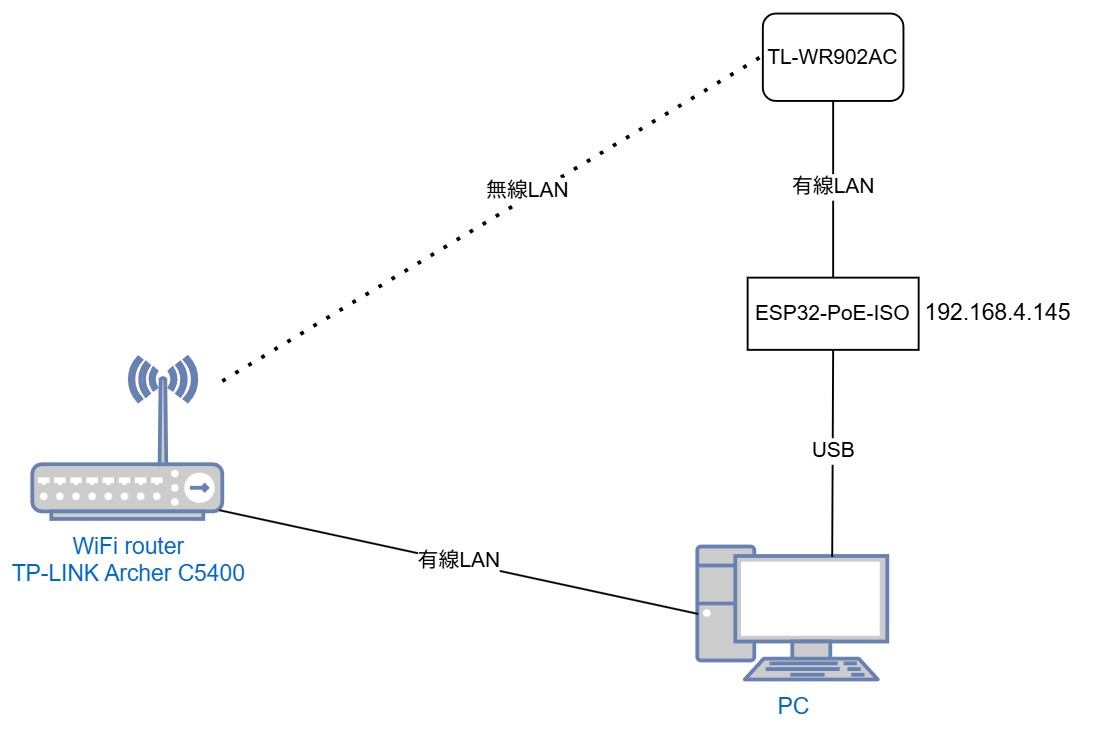 TL-WR902AC
無線LAN
有線LAN
ESP32-PoE-ISO
192.168.4.145
USB
WiFi router
TP-LINK Archer C5400
有線LAN
PC